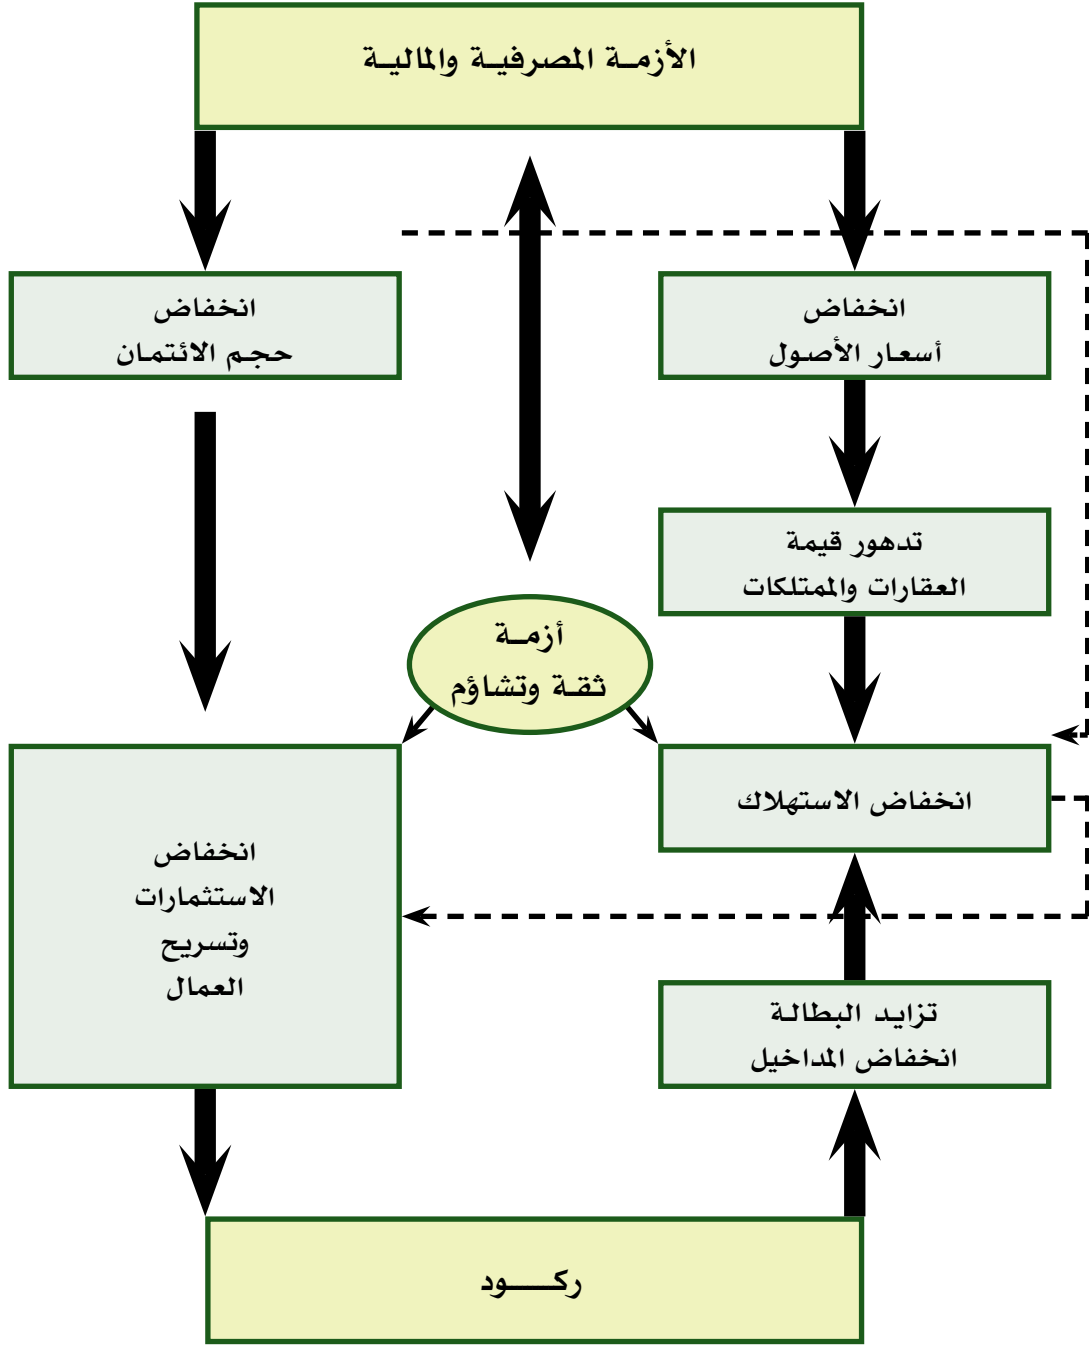 الأزمة المصرفية والمالية
انخفاض
أسعار الأصول
انخفاض
حجم الائتمان
تدهور قيمة
العقارات والممتلكات
أزمة
ثقة وتشاؤم
انخفاض الاستهلاك
انخفاض
الاستثمارات
وتسريح
العمال
تزايد البطالة
انخفاض المداخيل
ركود